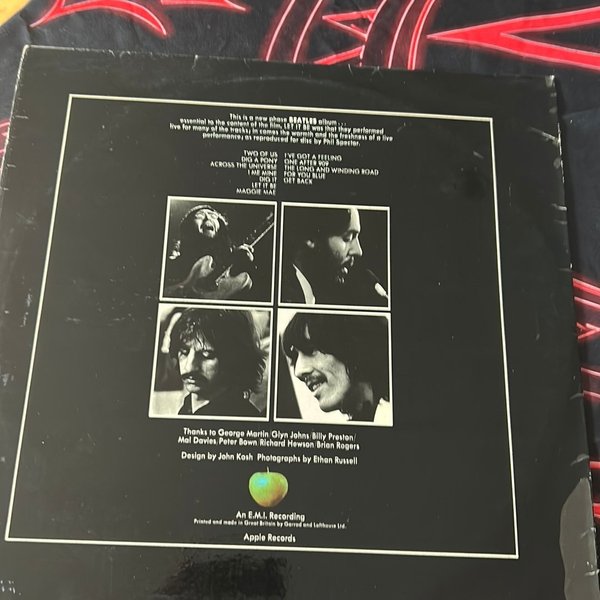 This is a new phase BEATLES album . . .
essential to the content of the film, LET IT BE was that they performed
live for many of the tracks; in comes the warmth and the freshness of a live
performance; as reproduced for disc by Phil Spector.
TWO OF US
DIG A PONY
ACROSS THE UNIVERSE
I ME MINE
DIG IT
LET IT BE
MAGGIE MAE
I'VE GOT A FEELING
ONE AFTER 909
THE LONG AND WINDING ROAD
FOR YOU BLUE
GET BACK
Thanks to George Martin/Glyn Johns/Billy Preston/
Mal Davies/Peter Bown/Richard Hewson/Brian Rogers
Design by John Kosh Photographs by Ethan Russell
An E.M.I. Recording
Printed and made in Great Britain by Garrod and Lofthouse Ltd.
Apple Records